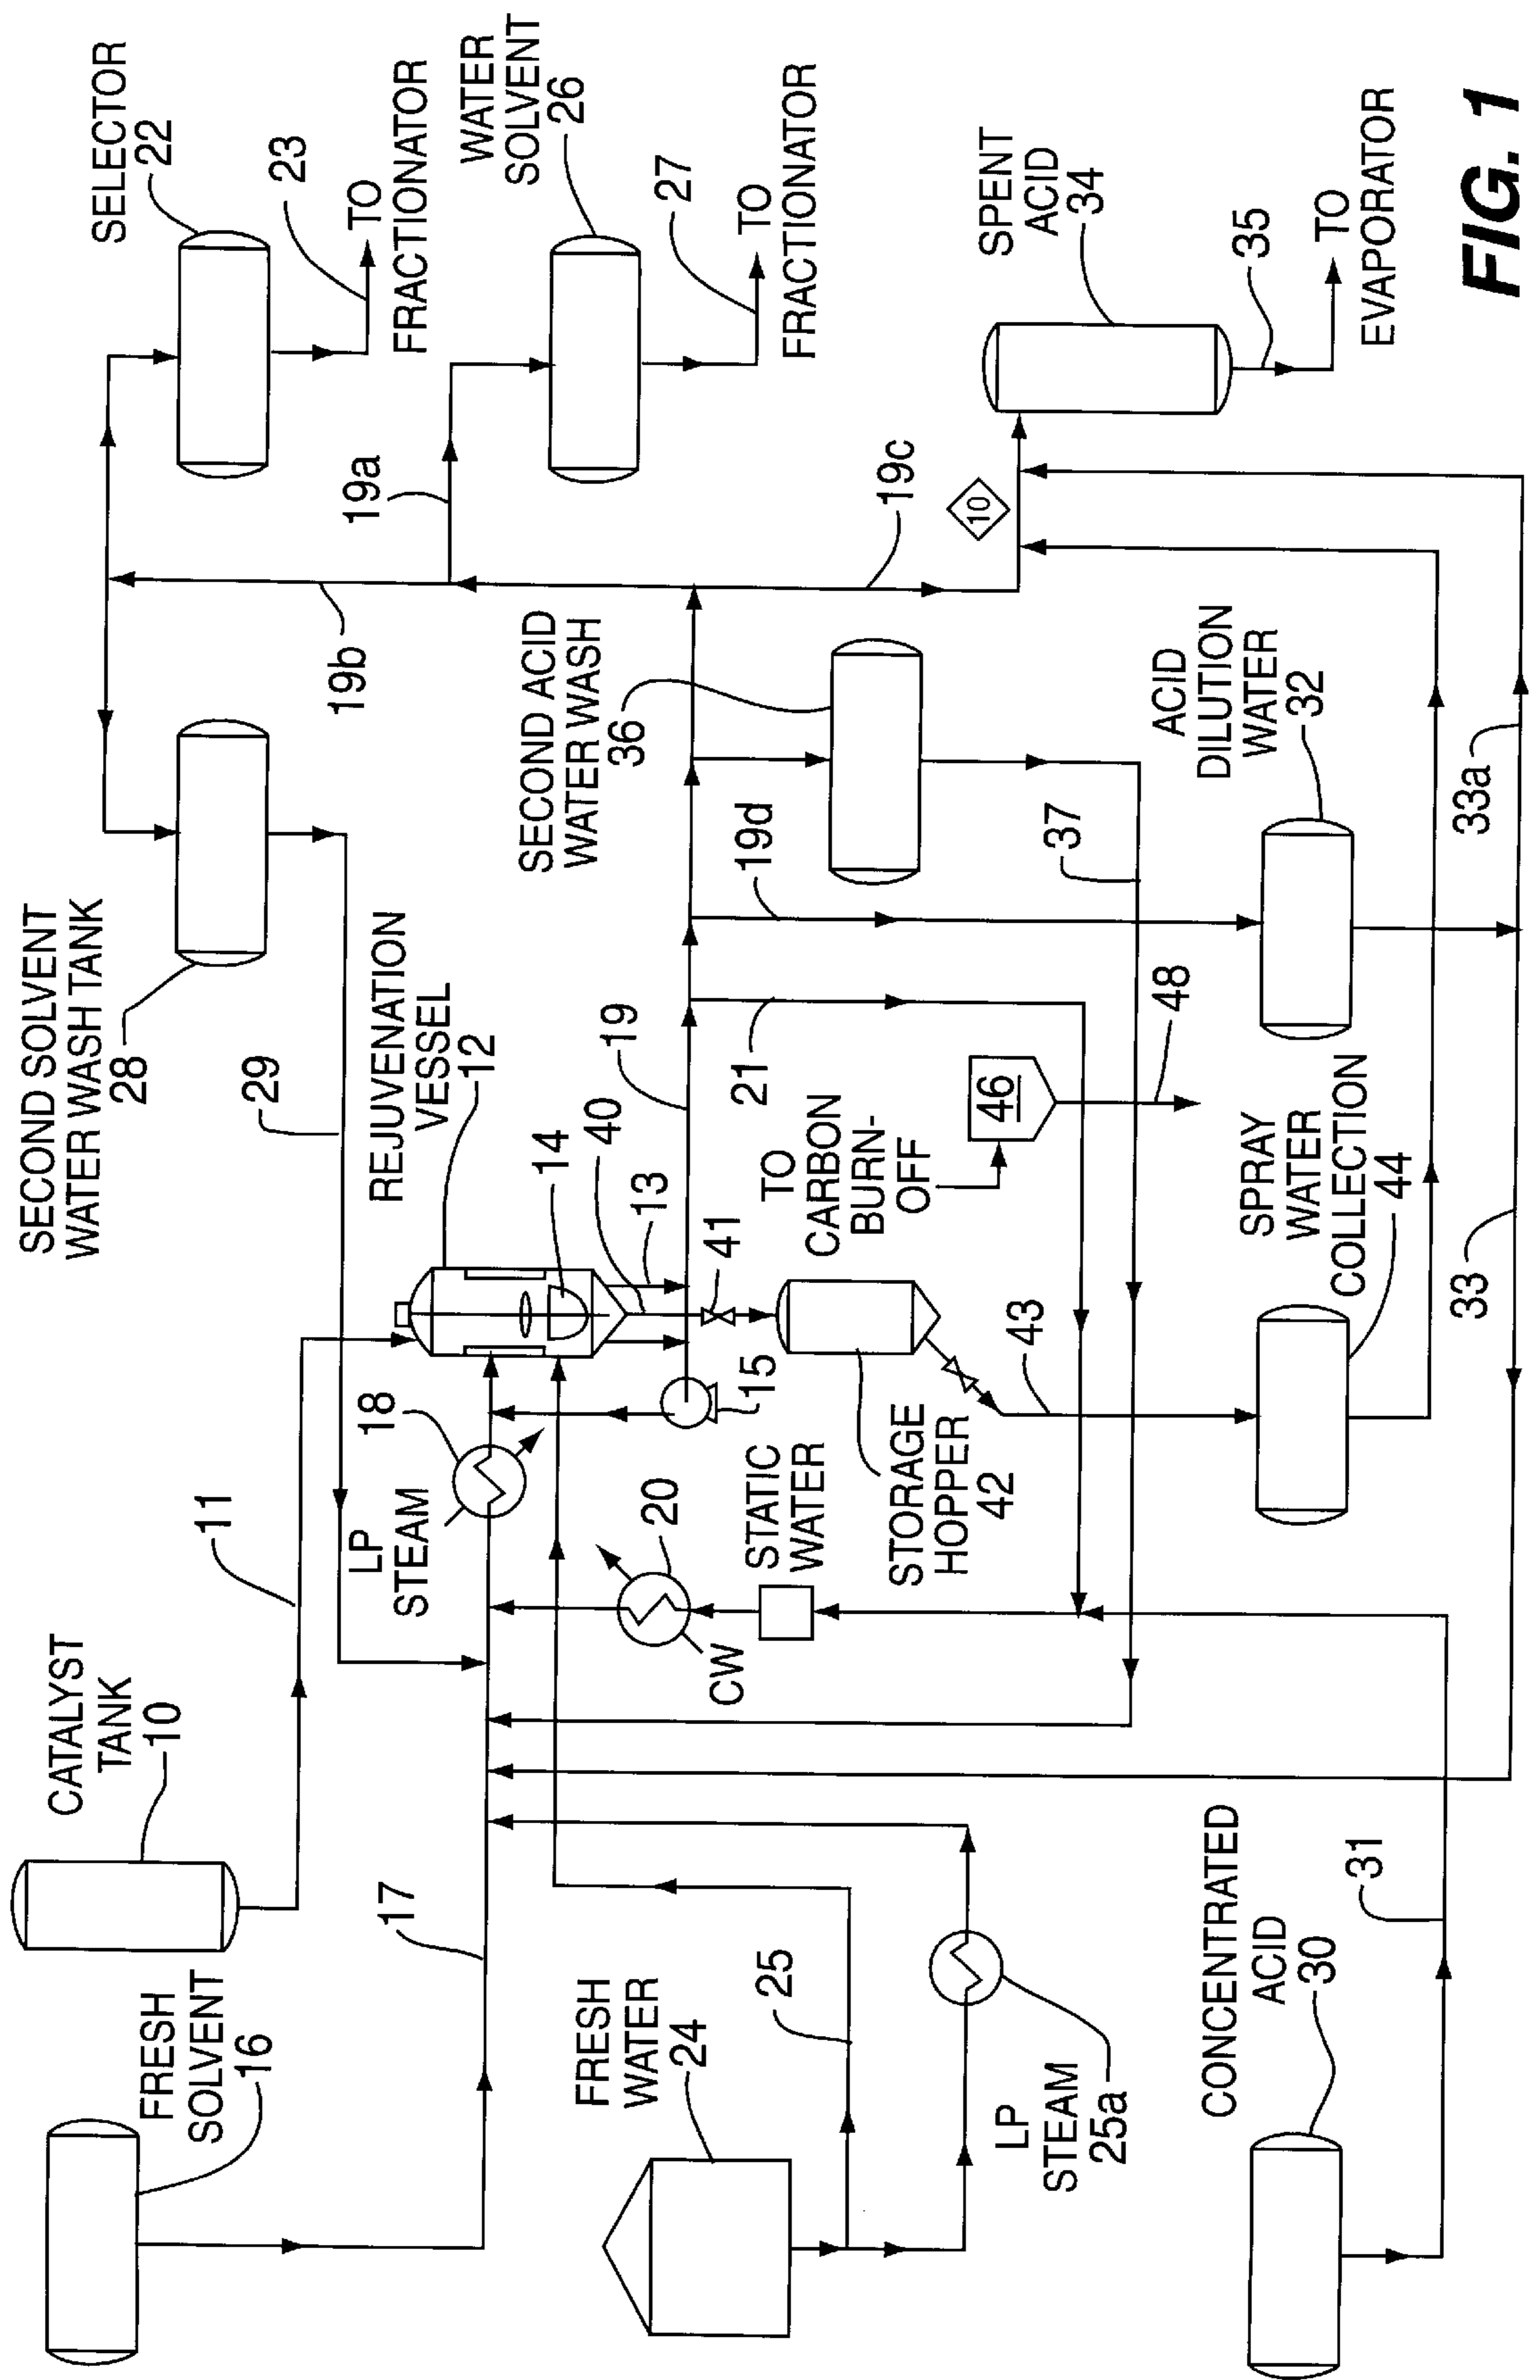 SELECTOR
22
23
TO
FRACTIONATOR
WATER
SOLVENT
26
27
TO
FRACTIONATOR
SPENT
ACID
34
35
TO
EVAPORATOR
FIG. 1
19a
19b
19c
10
SECOND SOLVENT
WATER WASH TANK
28
29
SECOND ACID
WATER WASH
36
19d
37
ACID
DILUTION
WATER
32
33a
REJUVENATION
VESSEL
12
14
40
13
41
19
21
TO
CARBON
BURN-
OFF
46
48
SPRAY
WATER
COLLECTION
44
33
11
18
LP
STEAM
15
20
CW
STATIC
WATER
STORAGE
HOPPER
42
43
CATALYST
TANK
10
17
FRESH
SOLVENT
16
FRESH
WATER
24
25
LP
STEAM
25a
CONCENTRATED
ACID
30
31